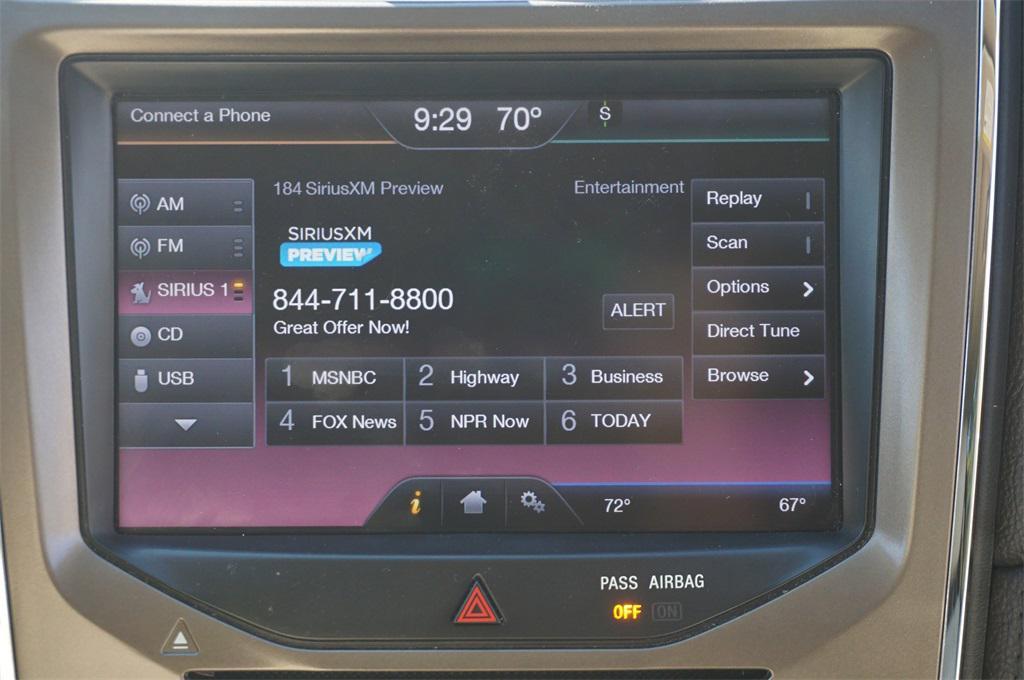 Connect a Phone
9:29 70°
S
184 SiriusXM Preview
Entertainment
AM
FM
SIRIUS 1
CD
USB
SIRIUSXM
PREVIEW
844-711-8800
Great Offer Now!
ALERT
1 MSNBC
2 Highway
3 Business
4 FOX News
5 NPR Now
6 TODAY
Replay
Scan
Options
Direct Tune
Browse
i
72°
67°
PASS AIRBAG
OFF ON